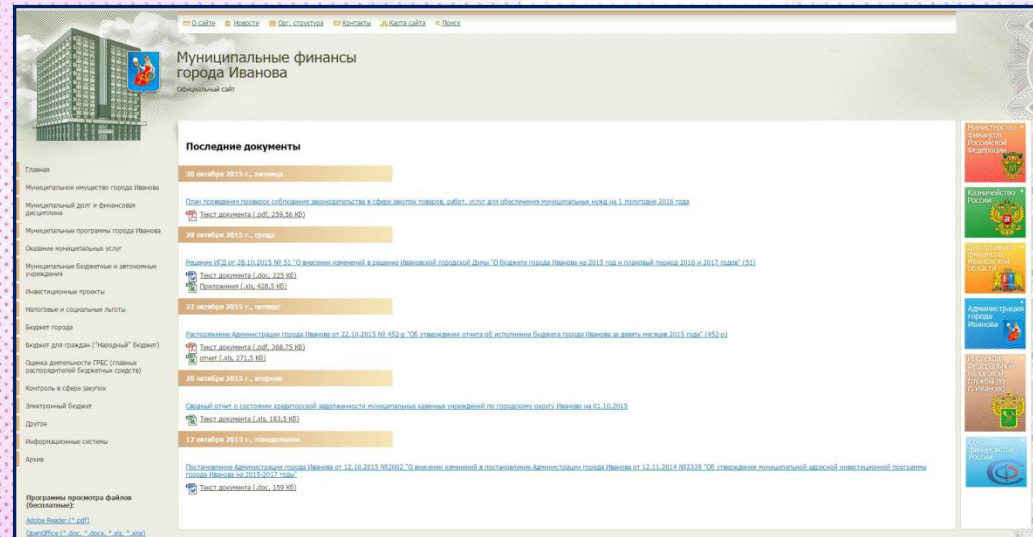 О сайте Новости Орг. структура Контакты Карта сайта Поиск
Муниципальные финансы
города Иванова
Официальный сайт
Главная
Муниципальное имущество города Иванова
Муниципальный долг и финансовая
дисциплина
Муниципальные программы города Иванова
Оказание муниципальных услуг
Муниципальные бюджетные и автономные
учреждения
Инвестиционные проекты
Налоговые и социальные льготы
Бюджет города
Бюджет для граждан ("Народный" бюджет)
Оценка деятельности ГРБС (главных
распорядителей бюджетных средств)
Контроль в сфере закупок
Электронный бюджет
Другое
Информационные системы
Архив
Программы просмотра файлов
(бесплатные):
Adobe Reader (*.pdf)
OpenOffice (*.doc, *.docx, *.xls, *.xlsx)
Последние документы
30 октября 2015 г., пятница
План проведения проверок соблюдения законодательства в сфере закупок товаров, работ, услуг для обеспечения муниципальных нужд на 1 полугодие 2016 года
Текст документа (.pdf, 259,56 Кб)
28 октября 2015 г., среда
Решение ИГД от 28.10.2015 № 51 "О внесении изменений в решение Ивановской городской Думы "О бюджете города Иванова на 2015 год и плановый период 2016 и 2017 годов" (51)
Текст документа (.doc, 225 Кб)
Приложения (.xls, 428,5 Кб)
22 октября 2015 г., четверг
Распоряжение Администрации города Иванова от 22.10.2015 № 452-р "Об утверждении отчета об исполнении бюджета города Иванова за девять месяцев 2015 года" (452-р)
Текст документа (.pdf, 368,75 Кб)
отчет (.xls, 271,5 Кб)
20 октября 2015 г., вторник
Сводный отчет о состоянии кредиторской задолженности муниципальных казенных учреждений по городскому округу Иваново на 01.10.2015
Текст документа (.xls, 183,5 Кб)
12 октября 2015 г., понедельник
Постановление Администрации города Иванова от 12.10.2015 №2002 "О внесении изменений в постановление Администрации города Иванова от 12.11.2014 №2339 "Об утверждении муниципальной адресной инвестиционной программы
города Иванова на 2015-2017 годы"
Текст документа (.doc, 159 Кб)
Министерство
финансов
Российской
Федерации
Казначейство
России
Департамент
финансов
Ивановской
области
Администрация
города
Иванова
Инспекция
Федеральной
налоговой
службы по
г. Иваново
Союз
финансистов
России